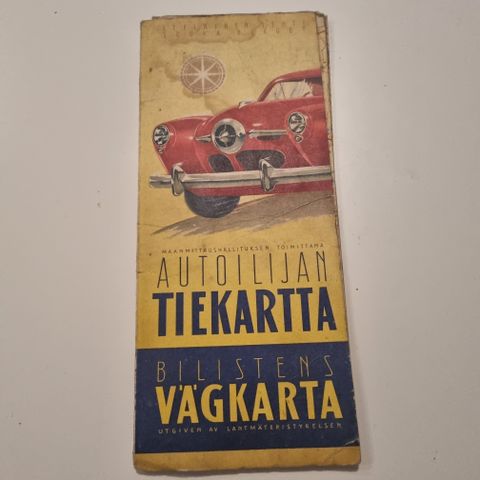 MAANMITTAUSHALLITUKSEN TOIMITTAMA
AUTOILIJAN
TIEKARTTA
BILISTENS
VÄGKARTA
UTGIVEN AV LANTMÄTERISTYRELSEN